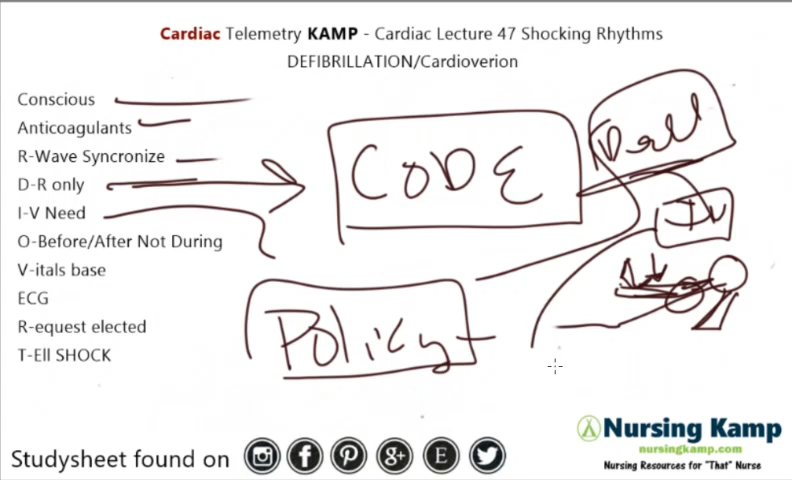 Cardiac Telemetry KAMP - Cardiac Lecture 47 Shocking Rhythms
DEFIBRILLATION/Cardioverion
Conscious
Anticoagulants
R-Wave Syncronize
D-R only
I-V Need
O-Before/After Not During
V-itals base
ECG
R-equest elected
T-Ell SHOCK
CODE
IV
Policy
Nursing Kamp
nursingkamp.com
Nursing Resources for "That" Nurse
Studysheet found on